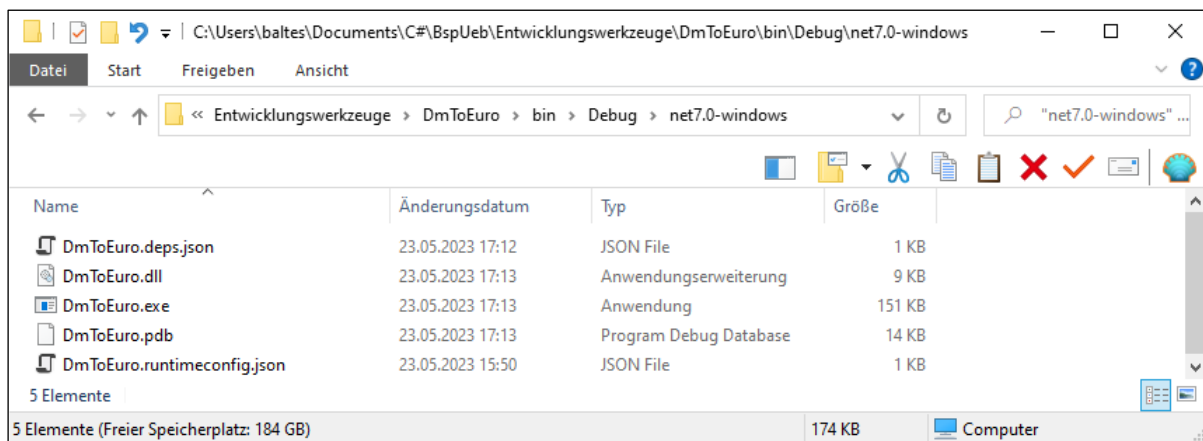 C:\Users\baltes\Documents\C#\BspUeb\Entwicklungswerkzeuge\DmToEuro\bin\Debug\net7.0-windows
Datei Start Freigeben Ansicht
« Entwicklungswerkzeuge › DmToEuro › bin › Debug › net7.0-windows "net7.0-windows" ...
Name Änderungsdatum Typ Größe
DmToEuro.deps.json 23.05.2023 17:12 JSON File 1 KB
DmToEuro.dll 23.05.2023 17:13 Anwendungserweiterung 9 KB
DmToEuro.exe 23.05.2023 17:13 Anwendung 151 KB
DmToEuro.pdb 23.05.2023 17:13 Program Debug Database 14 KB
DmToEuro.runtimeconfig.json 23.05.2023 15:50 JSON File 1 KB
5 Elemente
5 Elemente (Freier Speicherplatz: 184 GB) 174 KB Computer